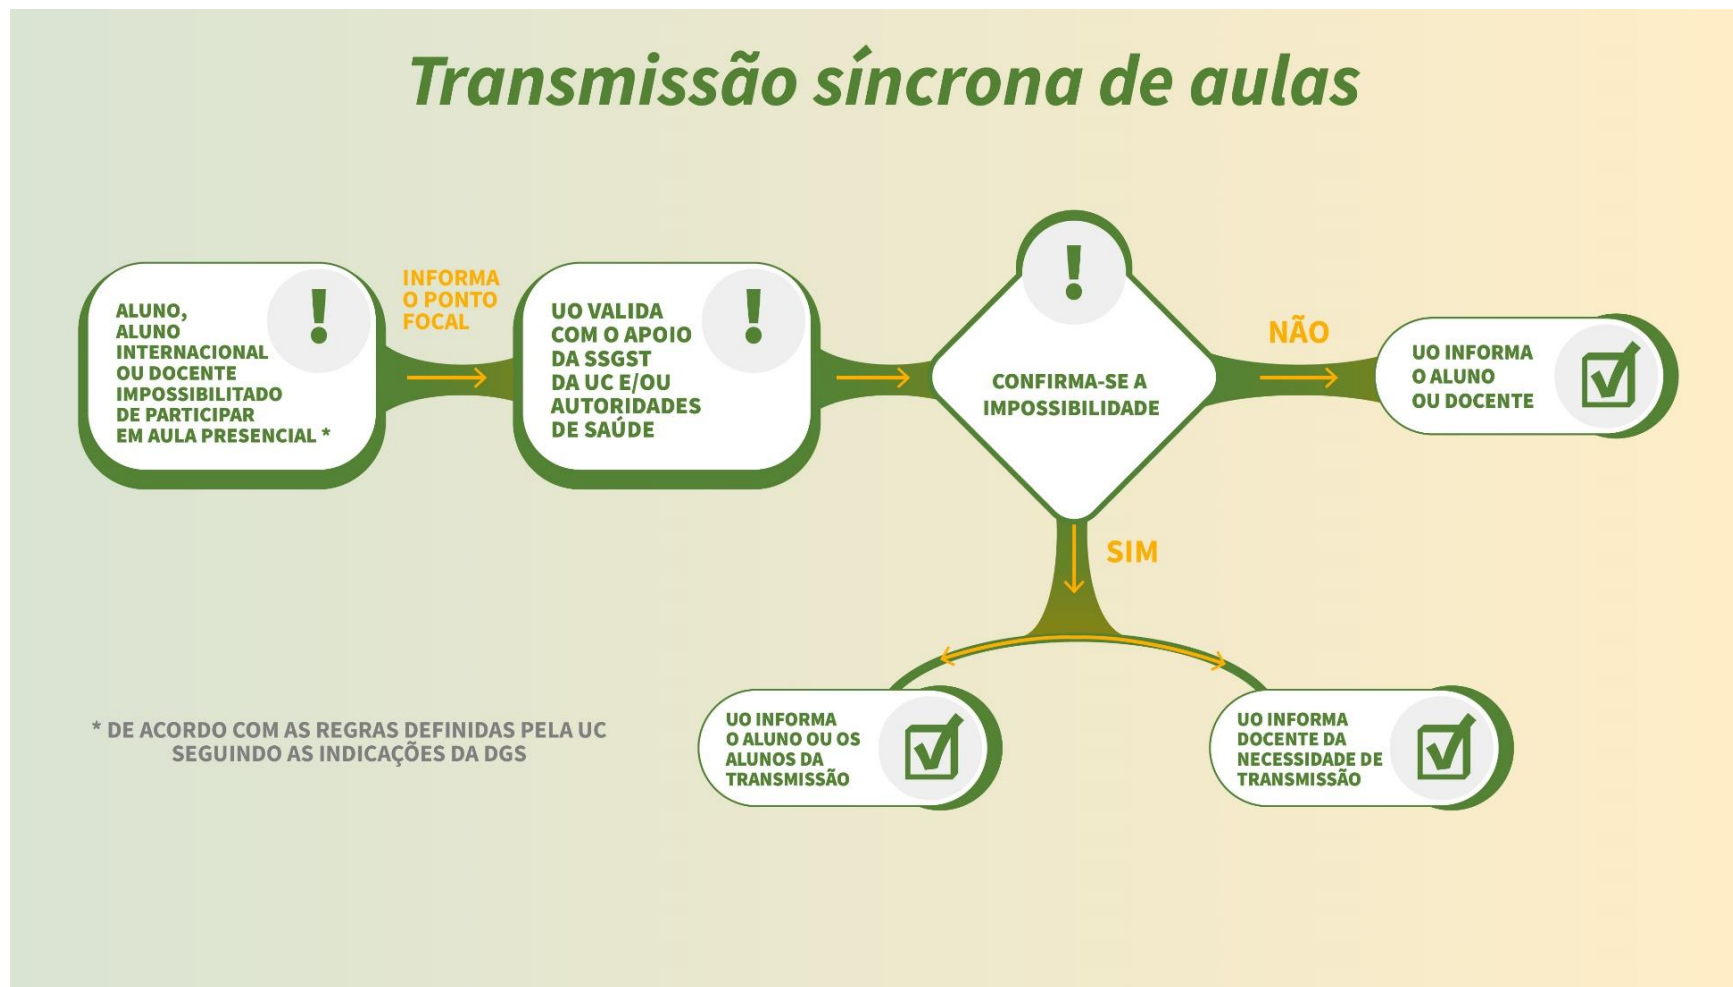 Transmissão síncrona de aulas
ALUNO,
ALUNO
INTERNACIONAL
OU DOCENTE
IMPOSSIBILITADO
DE PARTICIPAR
EM AULA PRESENCIAL *
INFORMA
O PONTO
FOCAL
UO VALIDA
COM O APOIO
DA SSGST
DA UC E/OU
AUTORIDADES
DE SAÚDE
CONFIRMA-SE A
IMPOSSIBILIDADE
NÃO
UO INFORMA
O ALUNO
OU DOCENTE
SIM
UO INFORMA
O ALUNO OU OS
ALUNOS DA
TRANSMISSÃO
UO INFORMA
DOCENTE DA
NECESSIDADE DE
TRANSMISSÃO
* DE ACORDO COM AS REGRAS DEFINIDAS PELA UC
SEGUINDO AS INDICAÇÕES DA DGS